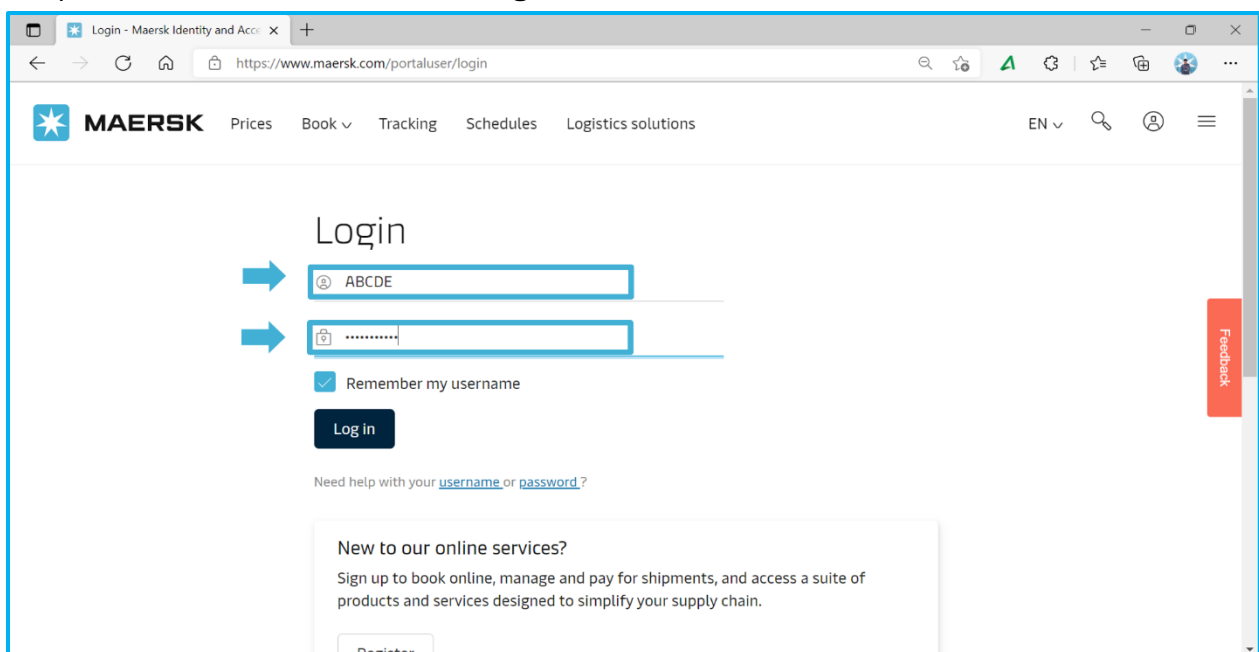 Login - Maersk Identity and Acce
https://www.maersk.com/portaluser/login
MAERSK Prices Book Tracking Schedules Logistics solutions EN
Login
ABCDE
•••••••••••
Remember my username
Log in
Need help with your username or password ?
Feedback
New to our online services?
Sign up to book online, manage and pay for shipments, and access a suite of
products and services designed to simplify your supply chain.
Register